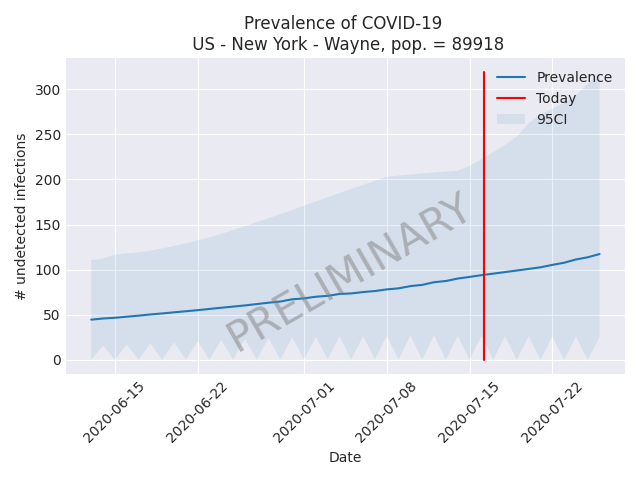 Prevalence of COVID-19
US - New York - Wayne, pop. = 89918
# undetected infections
300
250
200
150
100
50
0
Prevalence
Today
95CI
PRELIMINARY
2020-06-15
2020-06-22
2020-07-01
2020-07-08
2020-07-15
2020-07-22
Date